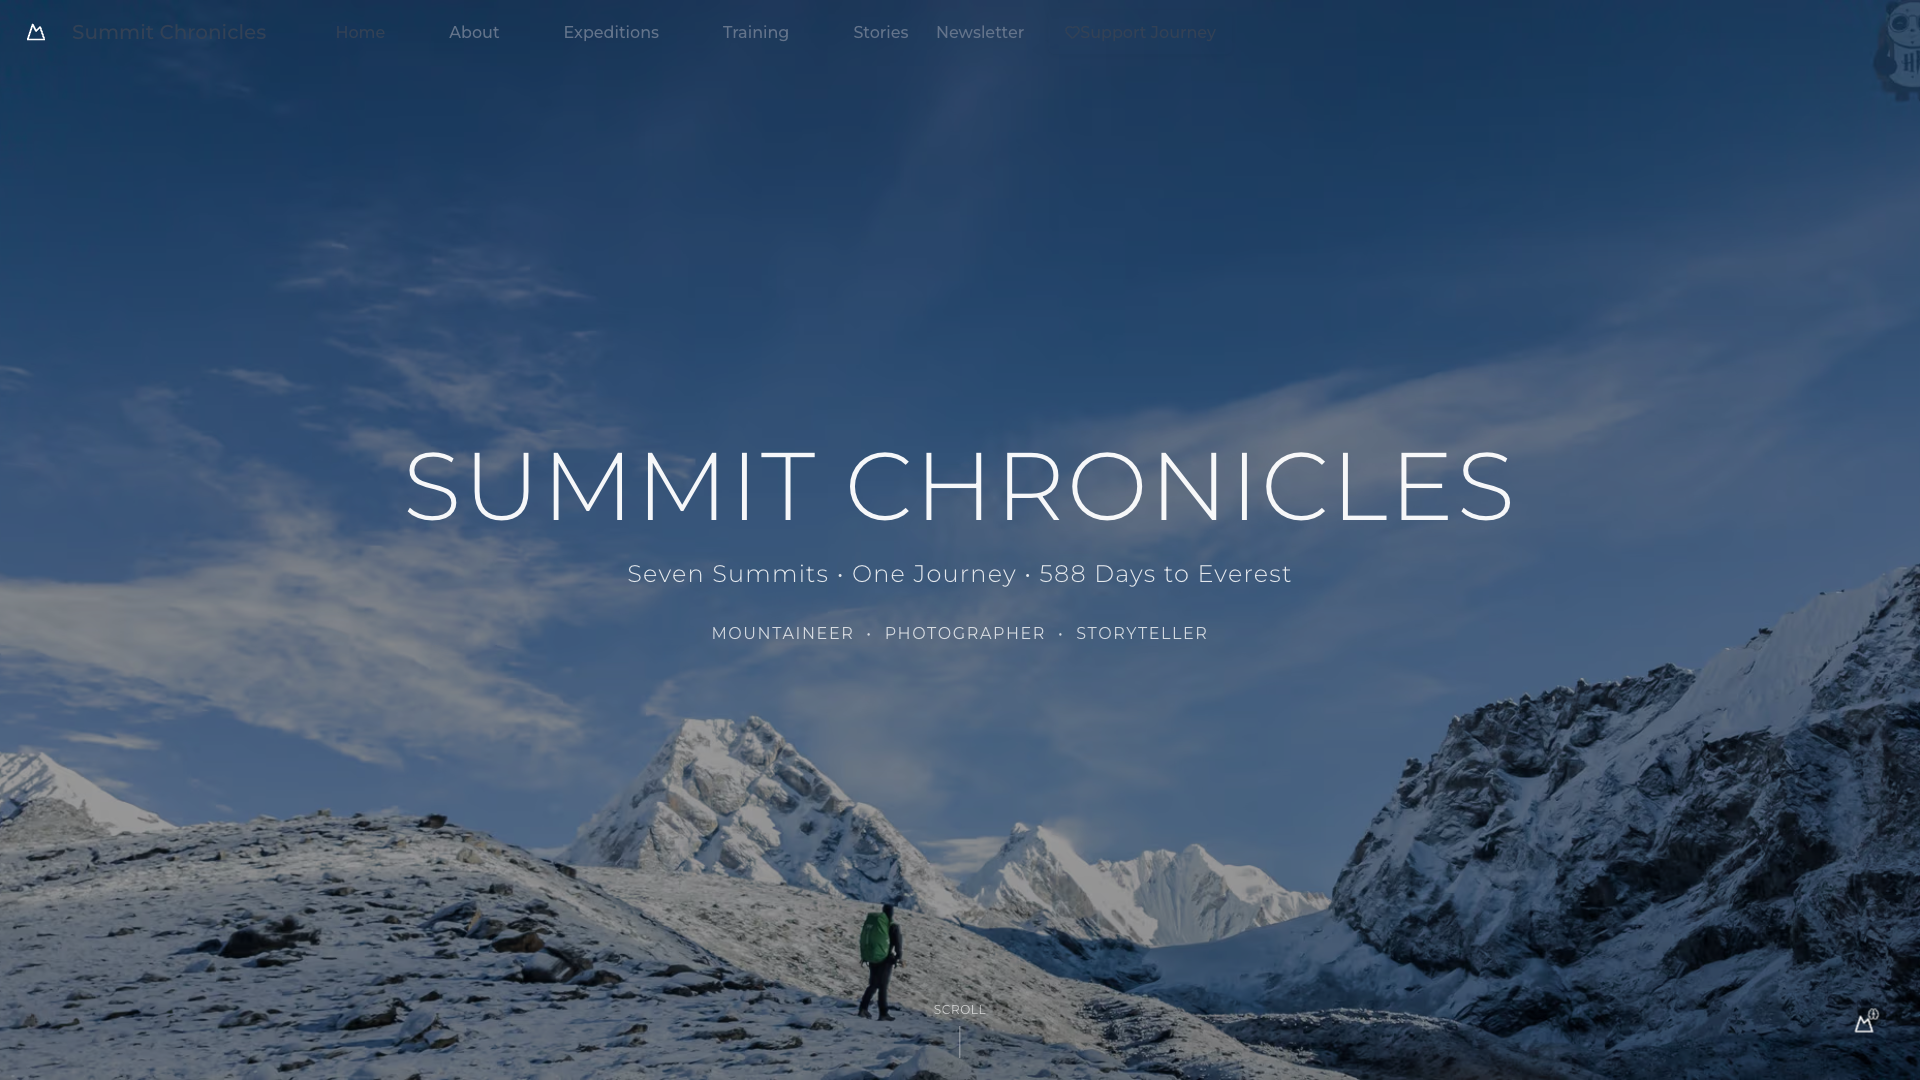 Summit Chronicles
Home
About
Expeditions
Training
Stories
Newsletter
♡Support Journey
SUMMIT CHRONICLES
Seven Summits • One Journey • 588 Days to Everest
MOUNTAINEER • PHOTOGRAPHER • STORYTELLER
SCROLL